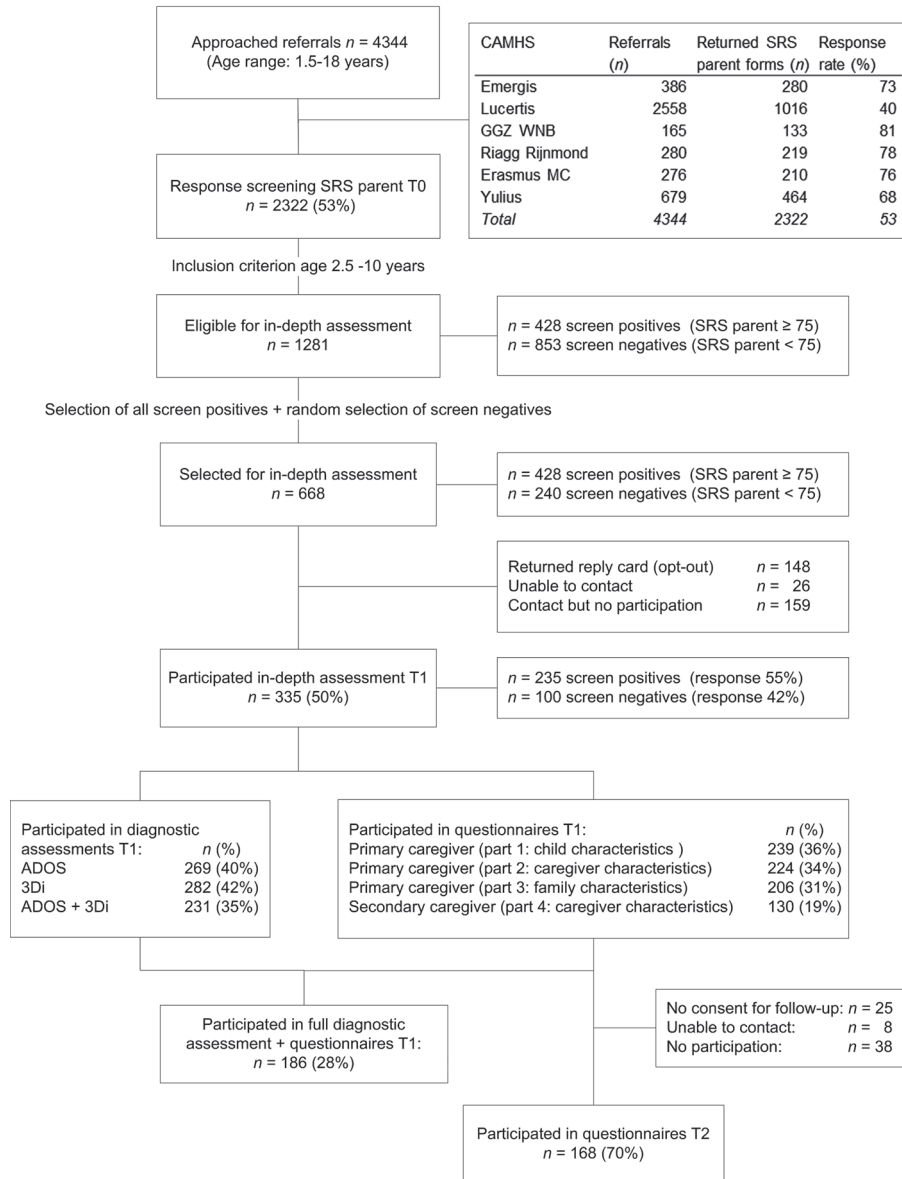 Approached referrals n = 4344
(Age range: 1.5-18 years)
CAMHS Referrals Returned SRS Response
(n) parent forms (n) rate (%)
Emergis 386 280 73
Lucertis 2558 1016 40
GGZ WNB 165 133 81
Riagg Rijnmond 280 219 78
Erasmus MC 276 210 76
Yulius 679 464 68
Total 4344 2322 53
Response screening SRS parent T0
n = 2322 (53%)
Inclusion criterion age 2.5 -10 years
Eligible for in-depth assessment
n = 1281
n = 428 screen positives (SRS parent ≥ 75)
n = 853 screen negatives (SRS parent < 75)
Selection of all screen positives + random selection of screen negatives
Selected for in-depth assessment
n = 668
n = 428 screen positives (SRS parent ≥ 75)
n = 240 screen negatives (SRS parent < 75)
Returned reply card (opt-out) n = 148
Unable to contact n = 26
Contact but no participation n = 159
Participated in-depth assessment T1
n = 335 (50%)
n = 235 screen positives (response 55%)
n = 100 screen negatives (response 42%)
Participated in diagnostic
assessments T1: n (%)
ADOS 269 (40%)
3Di 282 (42%)
ADOS + 3Di 231 (35%)
Participated in questionnaires T1: n (%)
Primary caregiver (part 1: child characteristics ) 239 (36%)
Primary caregiver (part 2: caregiver characteristics) 224 (34%)
Primary caregiver (part 3: family characteristics) 206 (31%)
Secondary caregiver (part 4: caregiver characteristics) 130 (19%)
Participated in full diagnostic
assessment + questionnaires T1:
n = 186 (28%)
No consent for follow-up: n = 25
Unable to contact: n = 8
No participation: n = 38
Participated in questionnaires T2
n = 168 (70%)